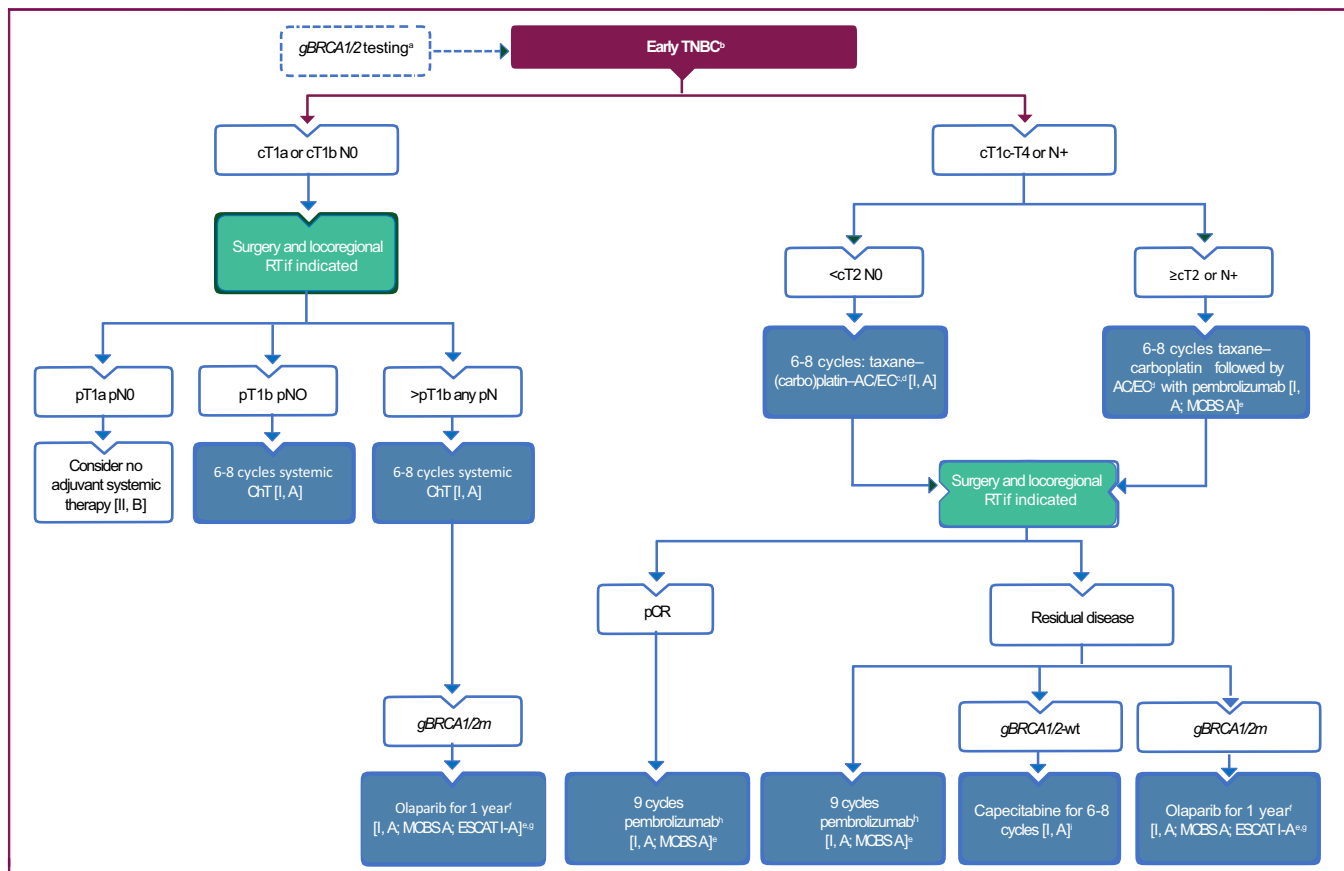 gBRCA1/2 testingᵃ
Early TNBCᵇ
cT1a or cT1b N0
cT1c-T4 or N+
Surgery and locoregional
RT if indicated
<cT2 N0
≥cT2 or N+
6-8 cycles: taxane–
(carbo)platin–AC/ECᶜ,ᵈ [I, A]
6-8 cycles taxane–
carboplatin followed by
AC/ECᵈ with pembrolizumab [I,
A; MCBS A]ᵉ
pT1a pN0
pT1b pNO
>pT1b any pN
Consider no
adjuvant systemic
therapy [II, B]
6-8 cycles systemic
ChT [I, A]
6-8 cycles systemic
ChT [I, A]
Surgery and locoregional
RT if indicated
pCR
Residual disease
gBRCA1/2m
gBRCA1/2-wt
gBRCA1/2m
Olaparib for 1 yearᶠ
[I, A; MCBS A; ESCAT I-A]ᵉ,ᵍ
9 cycles
pembrolizumabʰ
[I, A; MCBS A]ᵉ
9 cycles
pembrolizumabʰ
[I, A; MCBS A]ᵉ
Capecitabine for 6-8
cycles [I, A]ⁱ
Olaparib for 1 yearᶠ
[I, A; MCBS A; ESCAT I-A]ᵉ,ᵍ